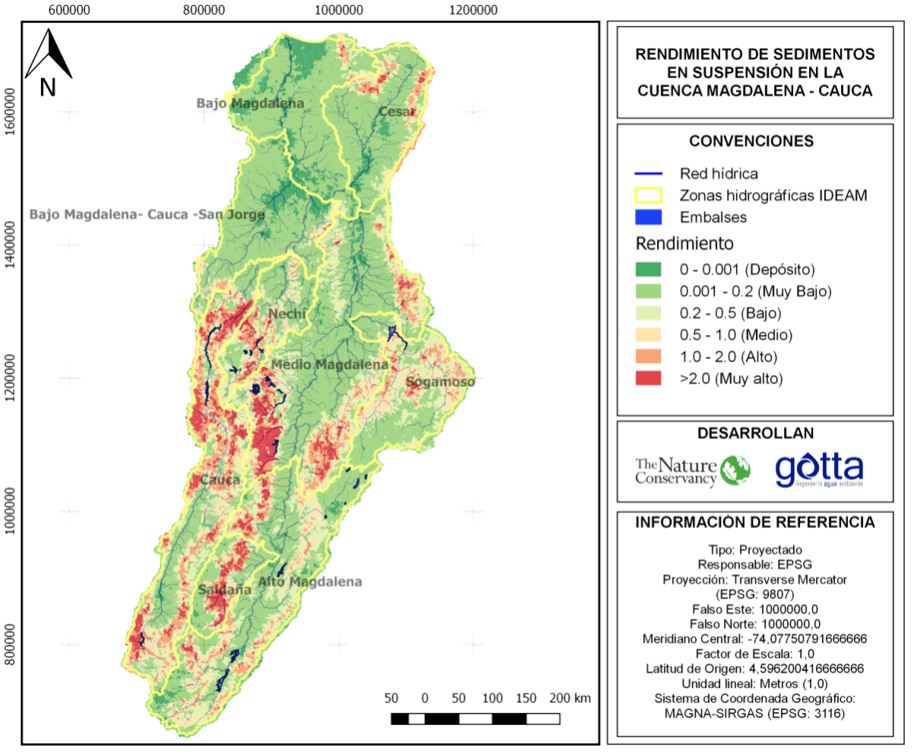 600000
800000
1000000
1200000
1600000
1400000
1200000
1000000
800000
N
Bajo Magdalena
Cesar
Bajo Magdalena- Cauca -San Jorge
Nechí
Medio Magdalena
Sogamoso
Cauca
Saldaña
Alto Magdalena
50 0 50 100 150 200 km
RENDIMIENTO DE SEDIMENTOS
EN SUSPENSIÓN EN LA
CUENCA MAGDALENA - CAUCA
CONVENCIONES
Red hídrica
Zonas hidrográficas IDEAM
Embalses
Rendimiento
0 - 0.001 (Depósito)
0.001 - 0.2 (Muy Bajo)
0.2 - 0.5 (Bajo)
0.5 - 1.0 (Medio)
1.0 - 2.0 (Alto)
>2.0 (Muy alto)
DESARROLLAN
The Nature
Conservancy
gotta
ingeniería agua ambiente
INFORMACIÓN DE REFERENCIA
Tipo: Proyectado
Responsable: EPSG
Proyección: Transverse Mercator
(EPSG: 9807)
Falso Este: 1000000,0
Falso Norte: 1000000,0
Meridiano Central: -74,07750791666666
Factor de Escala: 1,0
Latitud de Origen: 4,596200416666666
Unidad lineal: Metros (1,0)
Sistema de Coordenada Geográfico:
MAGNA-SIRGAS (EPSG: 3116)